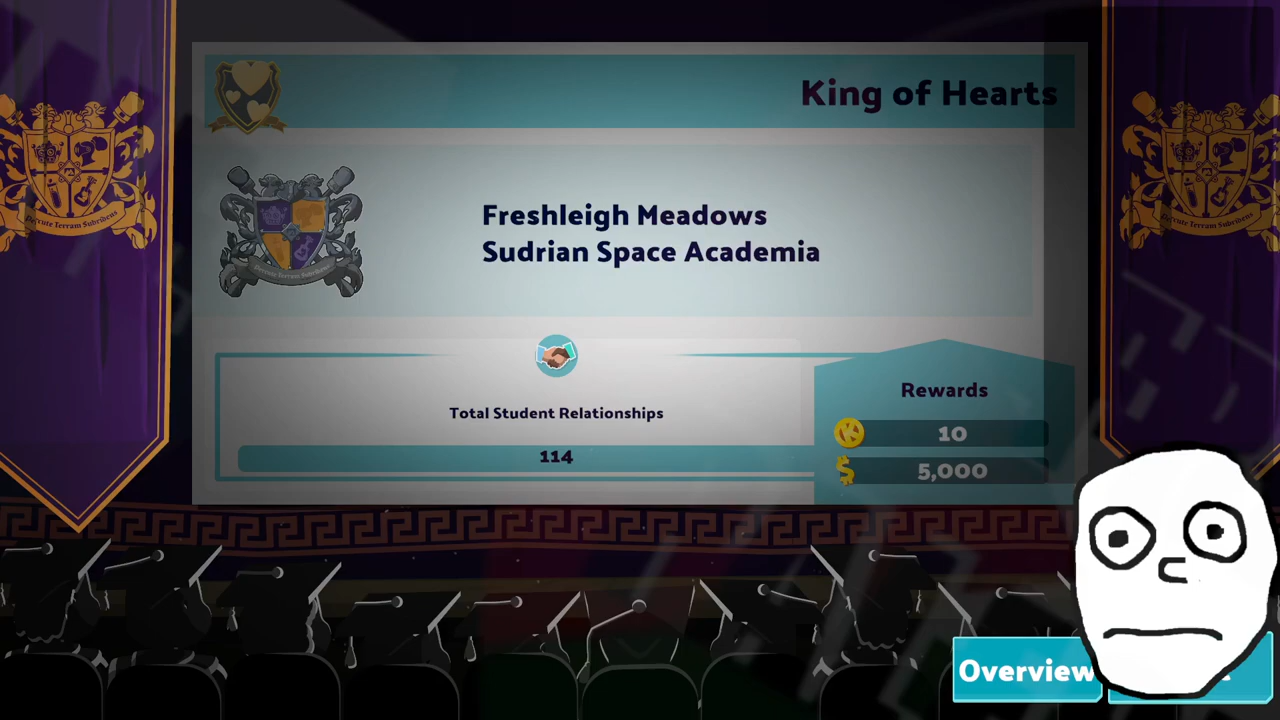 King of Hearts
Freshleigh Meadows
Sudrian Space Academia
Total Student Relationships
114
Rewards
10
5,000
Overview